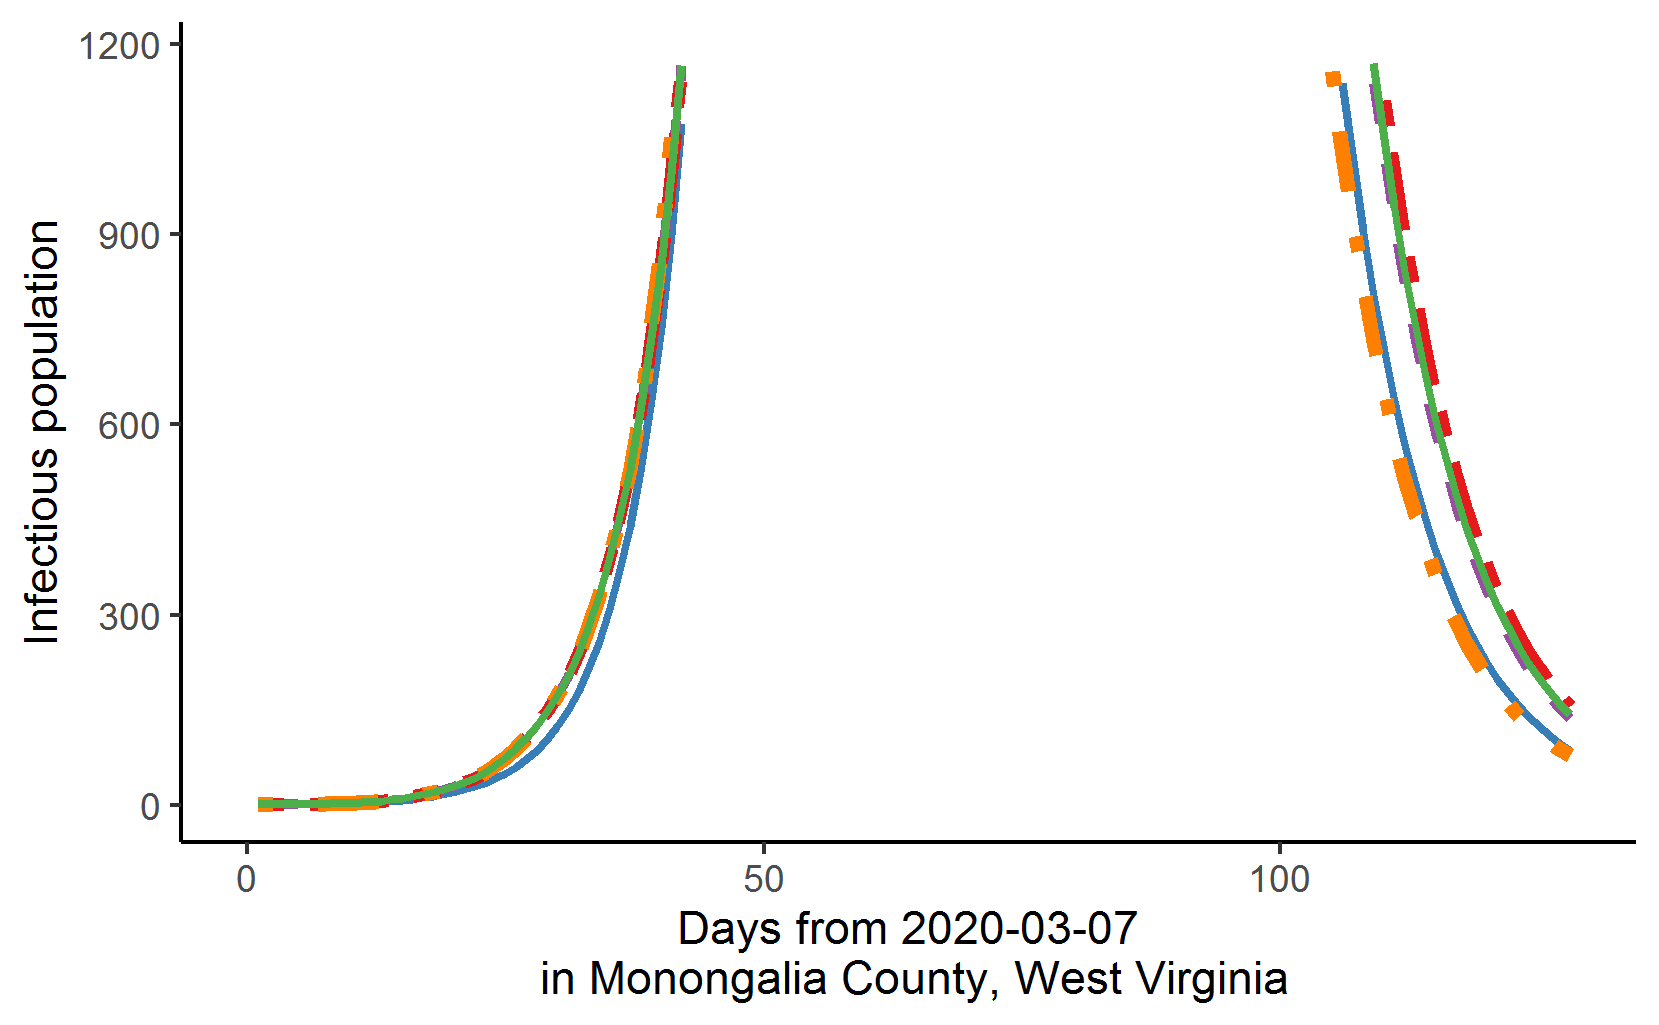 1200
900
600
300
0
Infectious population
0 50 100
Days from 2020-03-07
in Monongalia County, West Virginia